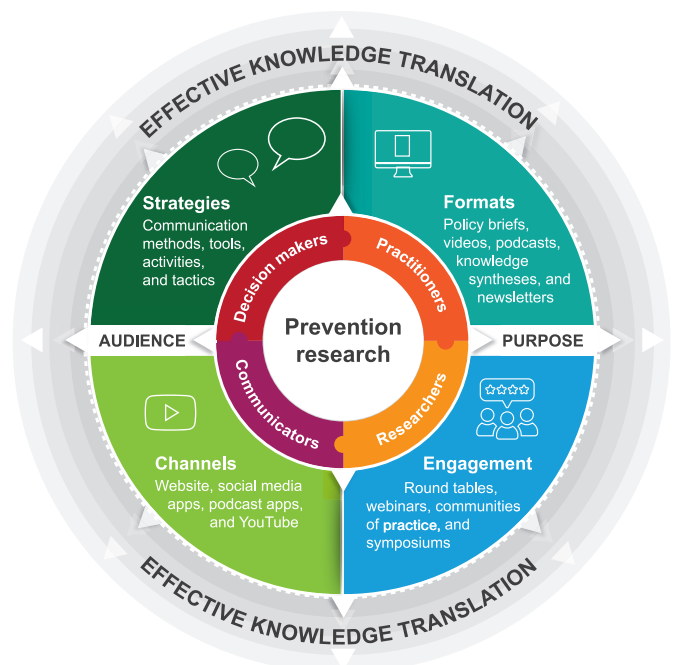 EFFECTIVE KNOWLEDGE TRANSLATION
Strategies
Communication
methods, tools,
activities,
and tactics
Formats
Policy briefs,
videos, podcasts,
knowledge
syntheses, and
newsletters
Decision makers
Practitioners
Prevention
research
AUDIENCE
PURPOSE
Communicators
Researchers
Channels
Website, social media
apps, podcast apps,
and YouTube
Engagement
Round tables,
webinars, communities
of practice, and
symposiums
EFFECTIVE KNOWLEDGE TRANSLATION